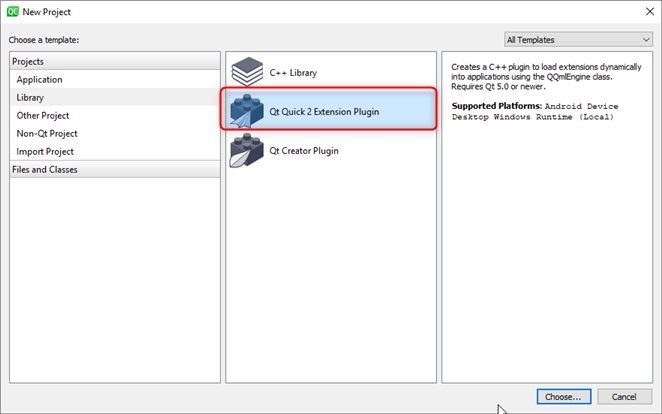 QC New Project
Choose a template:
All Templates
Projects
Application
Library
Other Project
Non-Qt Project
Import Project
Files and Classes
C++ Library
Qt Quick 2 Extension Plugin
Qt Creator Plugin
Creates a C++ plugin to load extensions dynamically
into applications using the QQmlEngine class.
Requires Qt 5.0 or newer.
Supported Platforms: Android Device
Desktop Windows Runtime (Local)
Choose...
Cancel